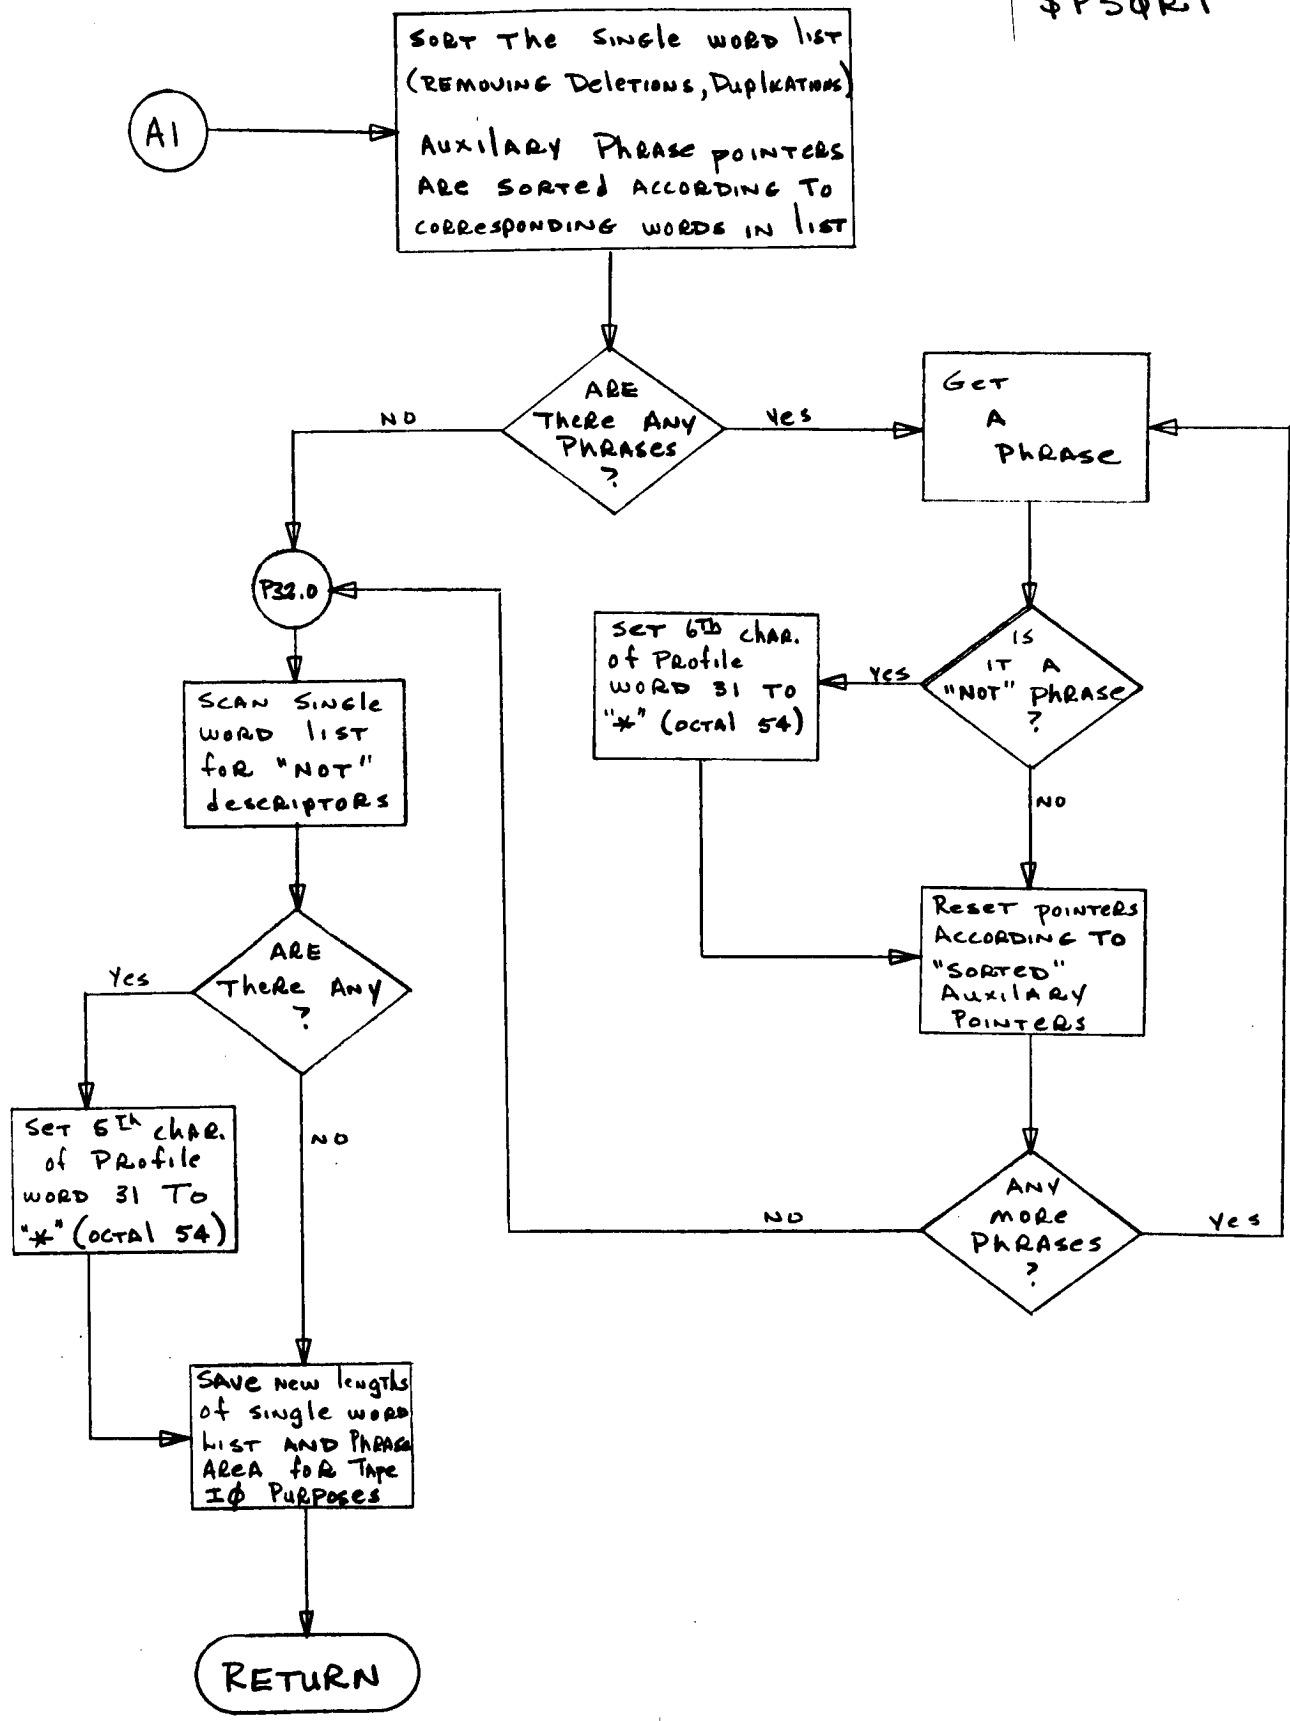 $PSØRT
SORT THE SINGLE WORD LIST
(REMOVING DELETIONS, DUPLICATIONS)
A1
AUXILARY PHRASE POINTERS
ARE SORTED ACCORDING TO
CORRESPONDING WORDS IN LIST
ARE
THERE ANY
PHRASES
?
NO
YES
GET
A
PHRASE
P32.0
SET 6TH CHAR.
OF PROFILE
WORD 31 TO
"*" (OCTAL 54)
YES
IS
IT A
"NOT" PHRASE
?
NO
SCAN SINGLE
WORD LIST
FOR "NOT"
DESCRIPTORS
RESET POINTERS
ACCORDING TO
"SORTED"
AUXILARY
POINTERS
ARE
THERE ANY
?
YES
NO
SET 5TH CHAR.
OF PROFILE
WORD 31 TO
"*" (OCTAL 54)
ANY
MORE
PHRASES
?
NO
YES
SAVE NEW LENGTHS
OF SINGLE WORD
LIST AND PHRASE
AREA FOR TAPE
IØ PURPOSES
RETURN